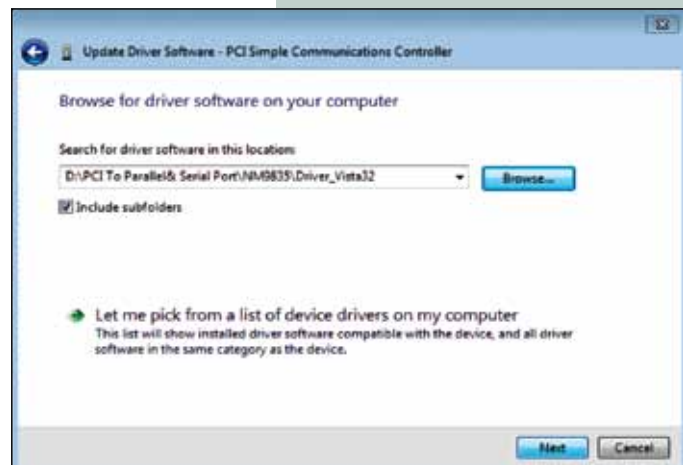 Update Driver Software - PCI Simple Communications Controller
Browse for driver software on your computer
Search for driver software in this location:
D:\PCI To Parallel& Serial Port\NM9835\Driver_Vista32
Browse...
Include subfolders
Let me pick from a list of device drivers on my computer
This list will show installed driver software compatible with the device, and all driver
software in the same category as the device.
Next
Cancel